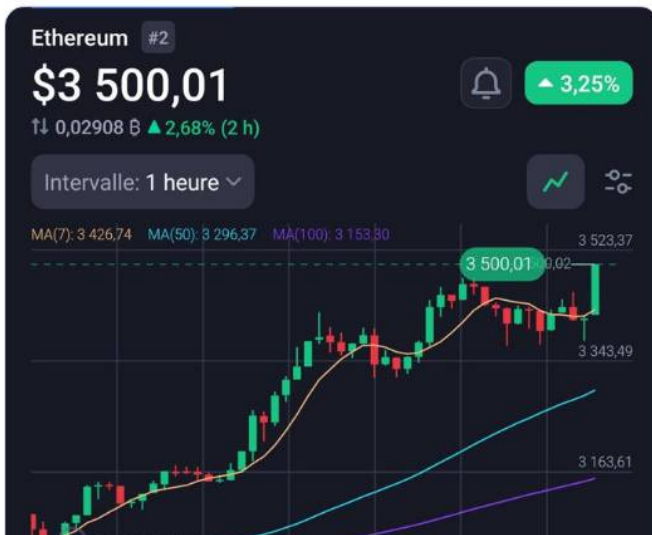 Ethereum #2
$3 500,01
3,25%
0,02908 ₿ ▲ 2,68% (2 h)
Intervalle: 1 heure
MA(7): 3 426,74 MA(50): 3 296,37 MA(100): 3 153,30
3 523,37
3 500,01
3 343,49
3 163,61